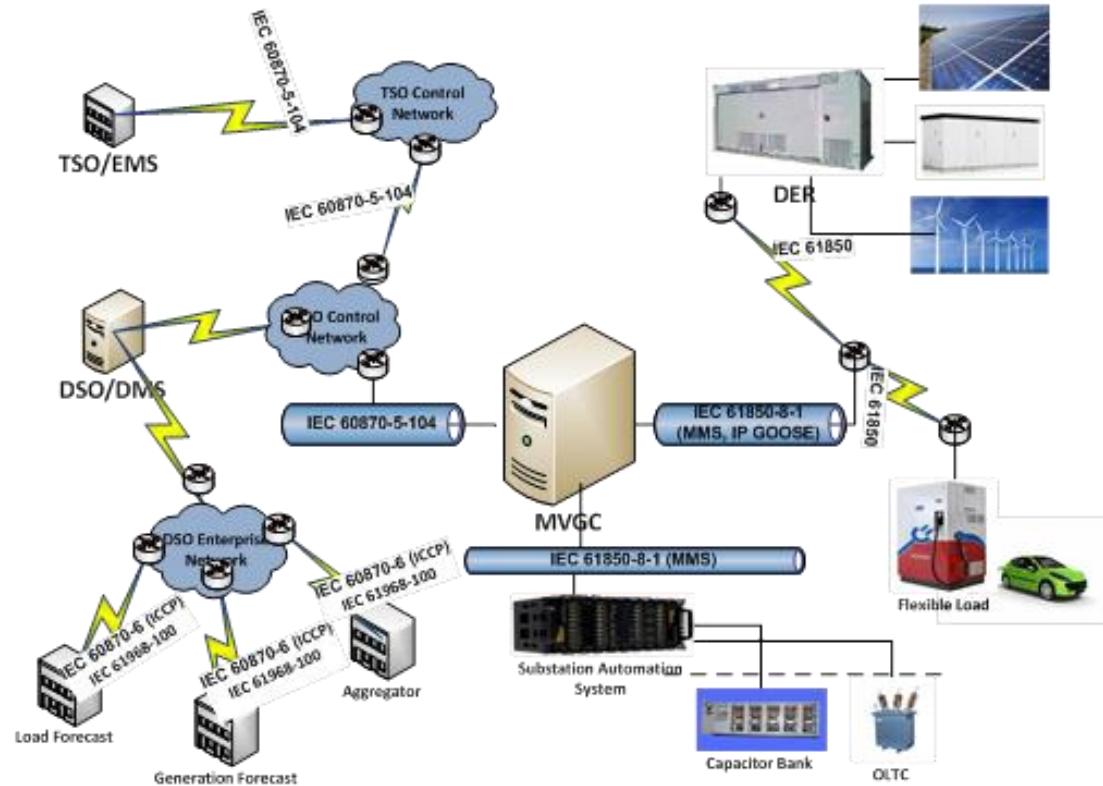 IEC 60870-5-104
TSO Control
Network
TSO/EMS
DER
IEC 60870-5-104
IEC 61850
O Control
Network
DSO/DMS
IEC 60870-5-104
IEC 61850-8-1
(MMS, IP GOOSE)
IEC 61850
MVGC
DSO Enterpris
Network
IEC 61850-8-1 (MMS)
IEC 60870-6 (ICCP)
IEC 61968-100
IEC 60870-6 (ICCP)
IEC 61968-100
IEC 60870-6 (ICCP)
IEC 61968-100
Flexible Load
Substation Automation
System
Aggregator
Load Forecast
Generation Forecast
Capacitor Bank
OLTC